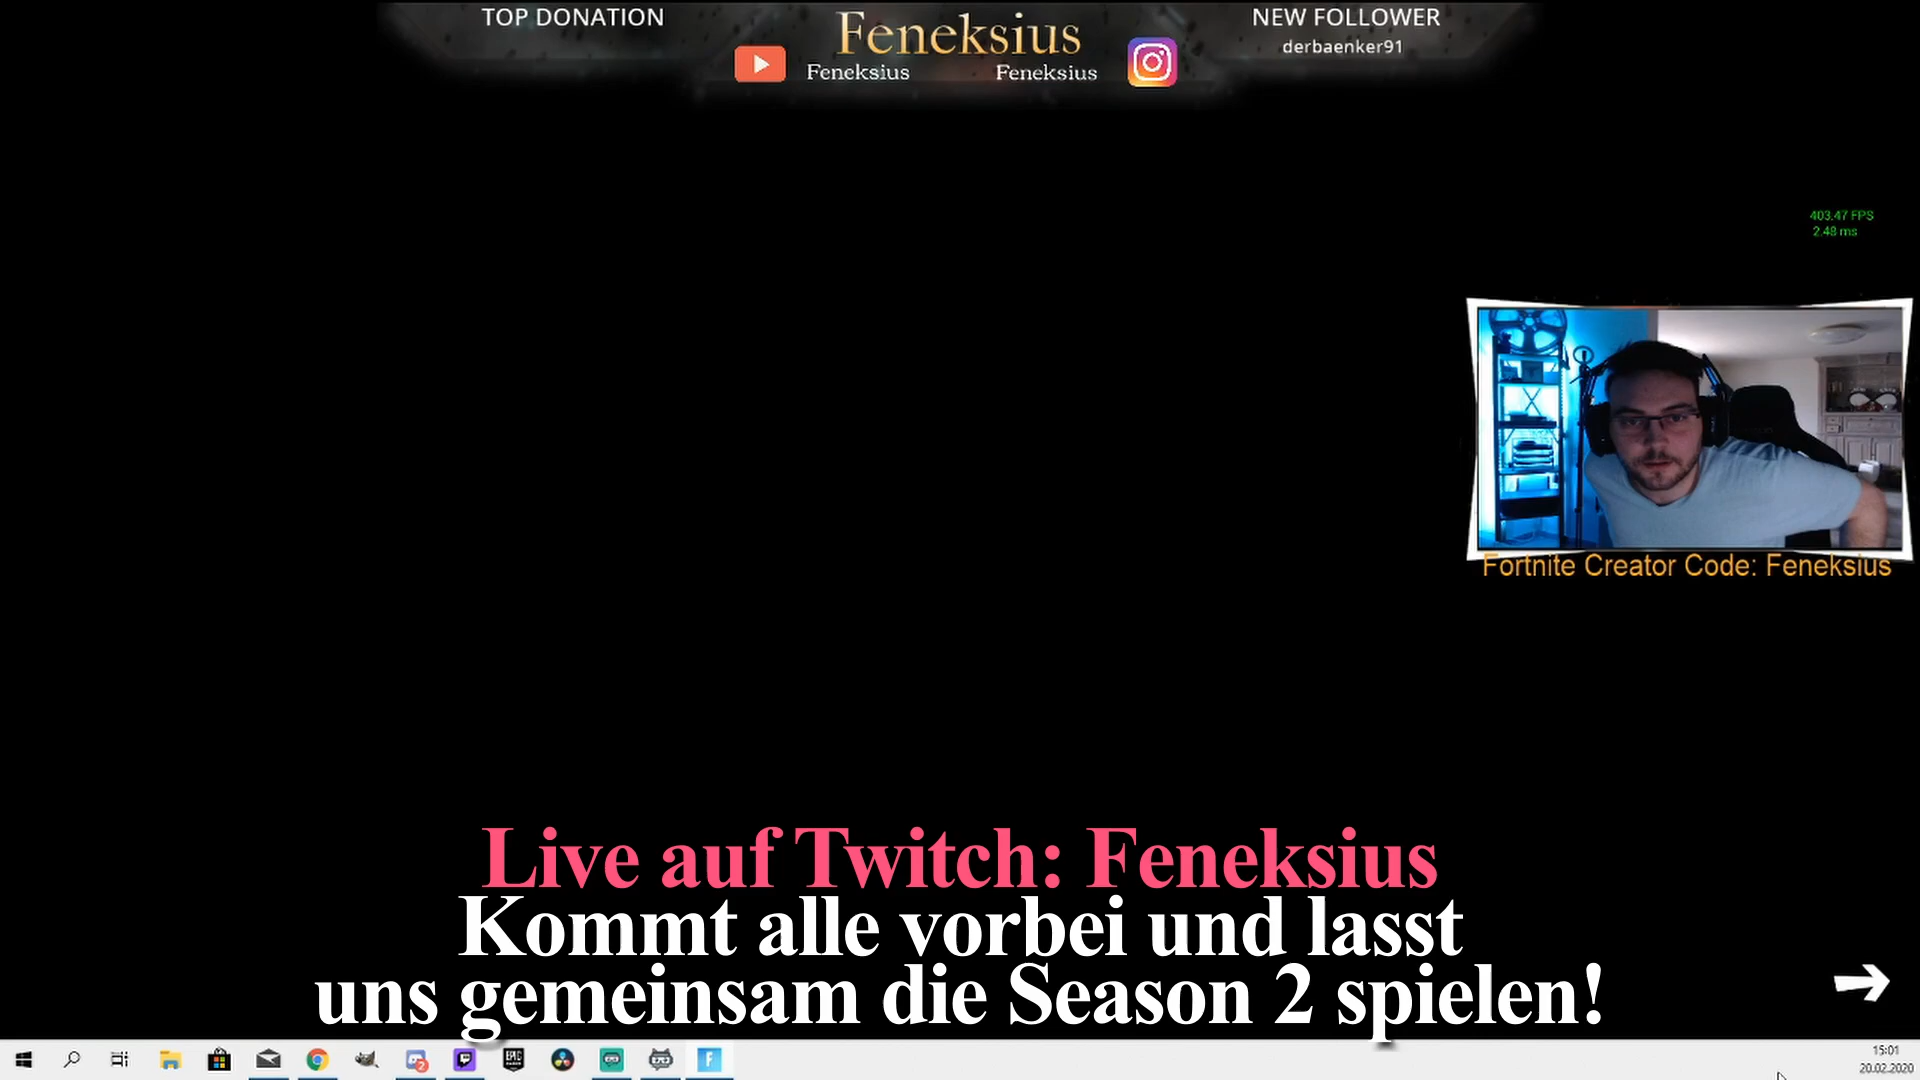 TOP DONATION
Feneksius
NEW FOLLOWER
derbaenker91
Feneksius
Feneksius
403.47 FPS
2.48 ms
Fortnite Creator Code: Feneksius
Live auf Twitch: Feneksius
Kommt alle vorbei und lasst
uns gemeinsam die Season 2 spielen!
2
EPIC
F
15:01
20.02.2020